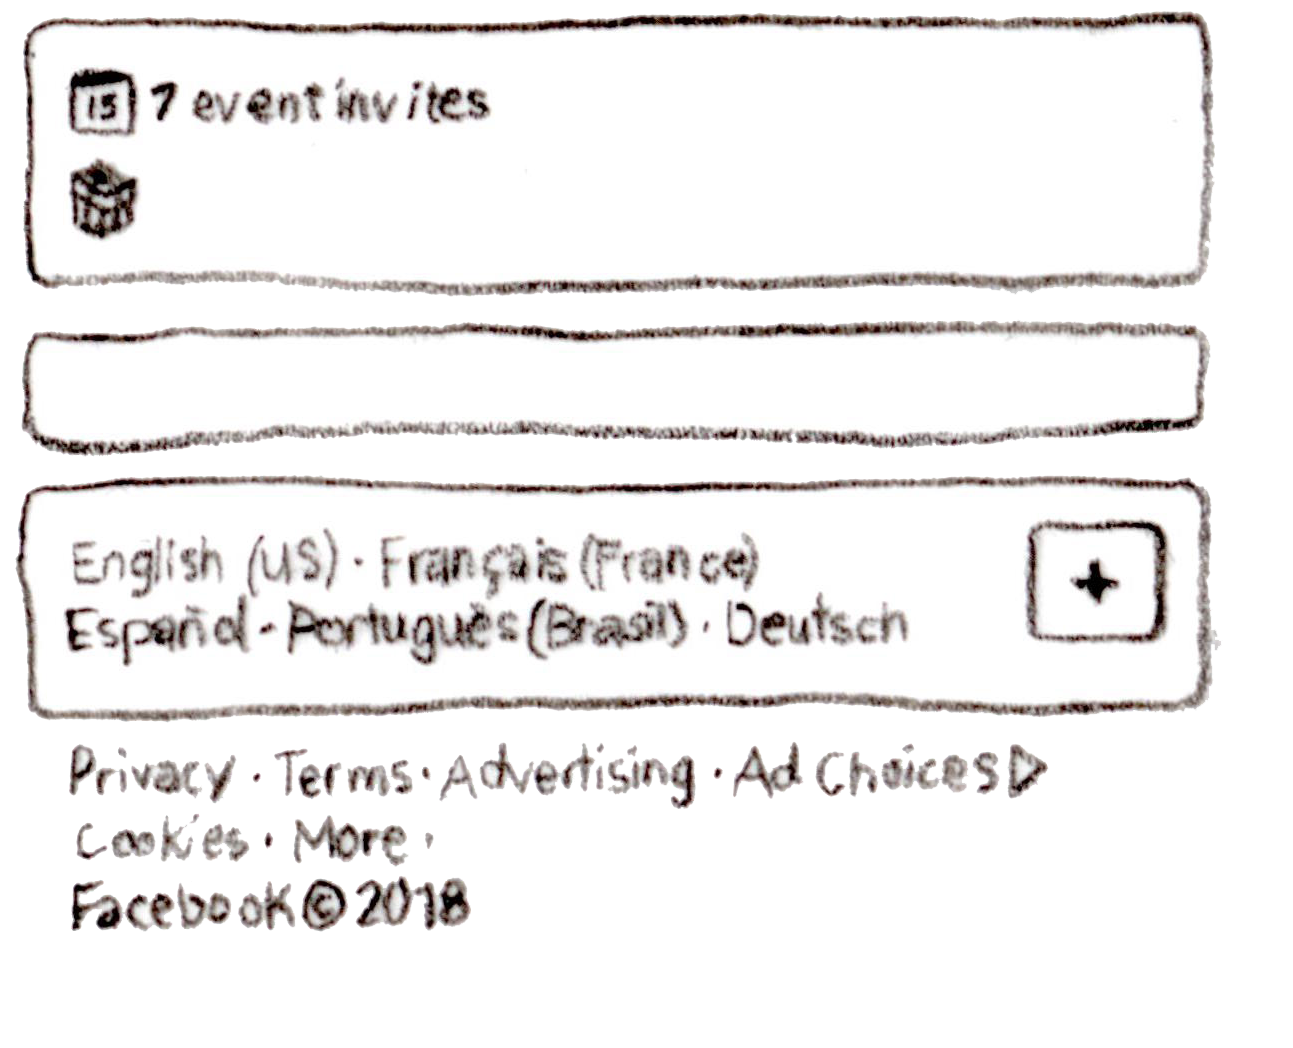 15 7 event invites
English (US) · Français (France)
Español · Português (Brasil) · Deutsch
Privacy · Terms · Advertising · Ad Choices
Cookies · More ·
Facebook © 2018